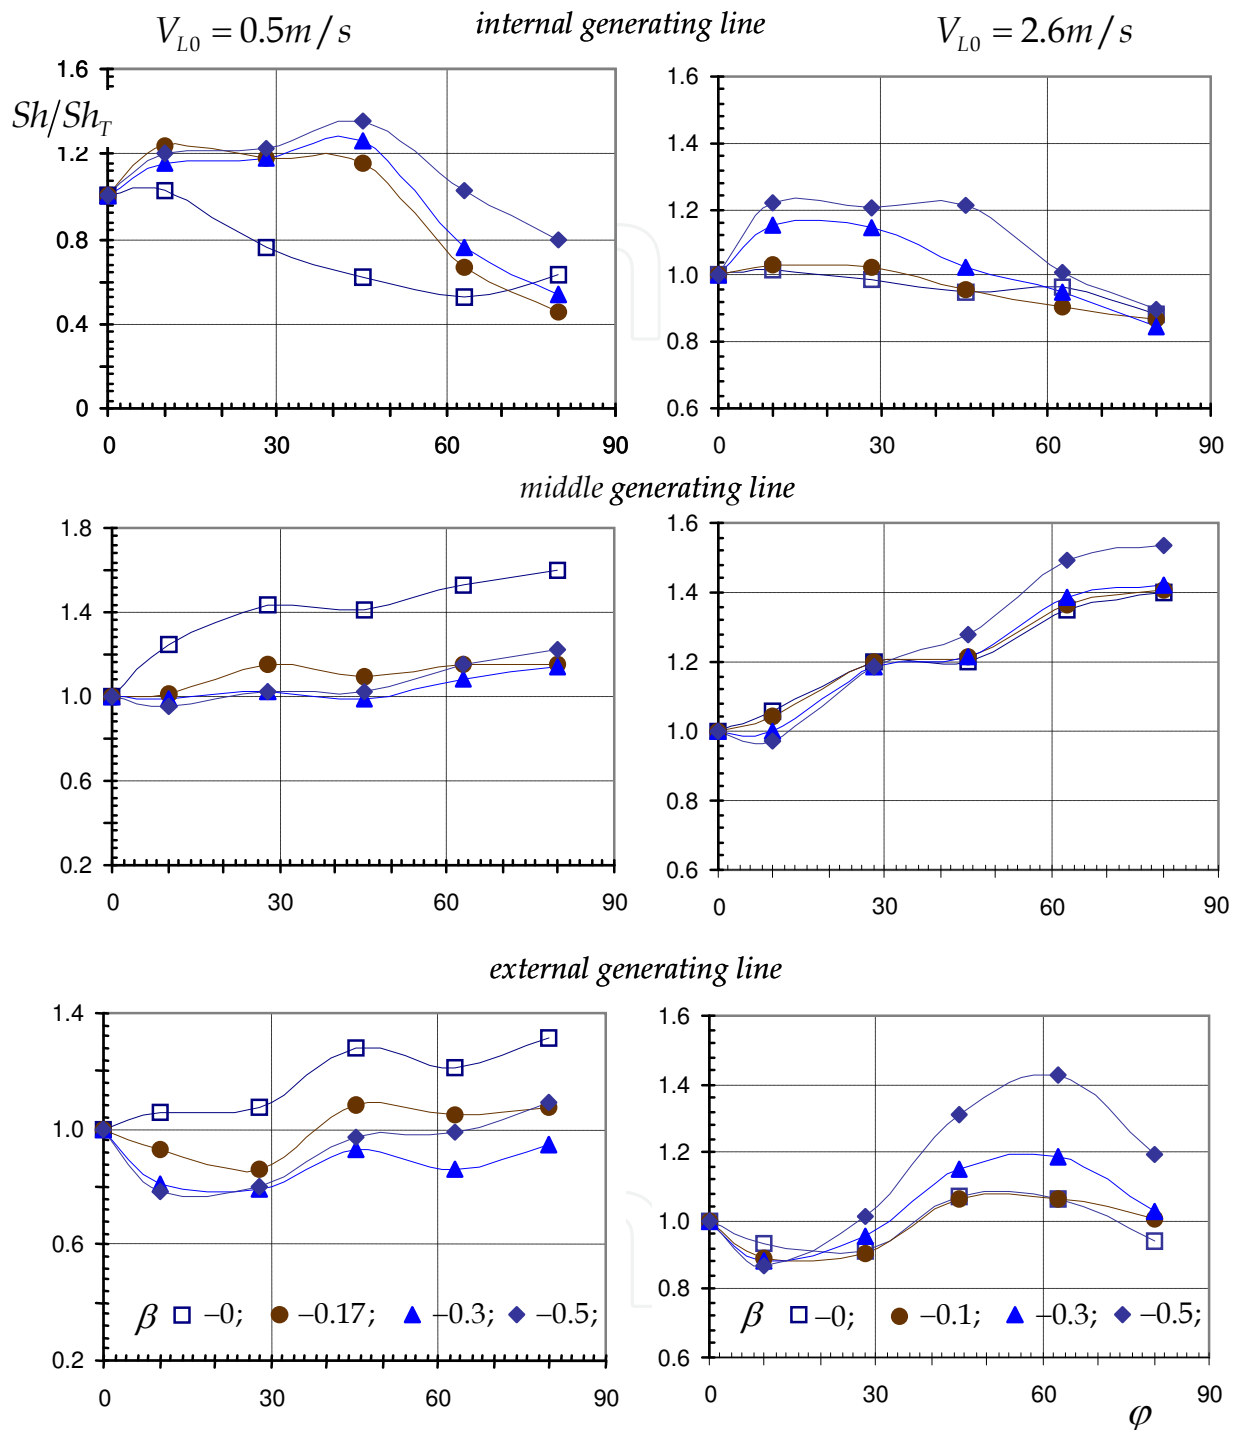 V_{L0} = 0.5m/s internal generating line V_{L0} = 2.6m/s
Sh/Sh_T
1.6
1.2
0.8
0.4
0
0 30 60 90
1.6
1.4
1.2
1.0
0.8
0.6
0 30 60 90
middle generating line
1.8
1.4
1.0
0.6
0.2
0 30 60 90
1.6
1.4
1.2
1.0
0.8
0.6
0 30 60 90
external generating line
1.4
1.0
0.6
0.2
β –0; –0.17; –0.3; –0.5;
0 30 60 90
1.6
1.4
1.2
1.0
0.8
0.6
β –0; –0.1; –0.3; –0.5;
0 30 60 90
φ